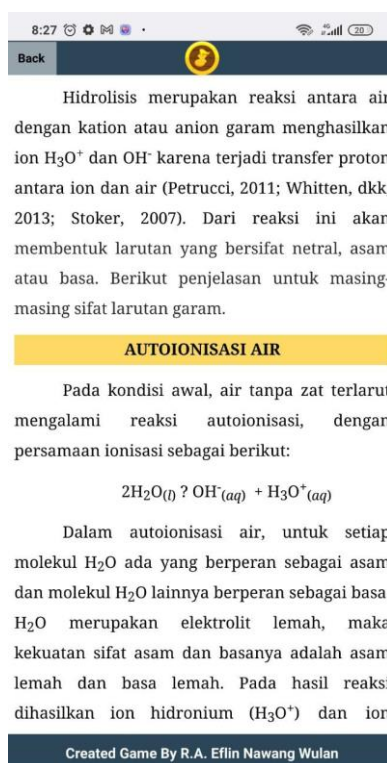 8:27
4G
20
Back
Hidrolisis merupakan reaksi antara air
dengan kation atau anion garam menghasilkan
ion H₃O⁺ dan OH⁻ karena terjadi transfer proton
antara ion dan air (Petrucci, 2011; Whitten, dkk,
2013; Stoker, 2007). Dari reaksi ini akan
membentuk larutan yang bersifat netral, asam
atau basa. Berikut penjelasan untuk masing-
masing sifat larutan garam.
AUTOIONISASI AIR
Pada kondisi awal, air tanpa zat terlarut
mengalami reaksi autoionisasi, dengan
persamaan ionisasi sebagai berikut:
2H₂O(l) ? OH⁻(aq) + H₃O⁺(aq)
Dalam autoionisasi air, untuk setiap
molekul H₂O ada yang berperan sebagai asam
dan molekul H₂O lainnya berperan sebagai basa.
H₂O merupakan elektrolit lemah, maka
kekuatan sifat asam dan basanya adalah asam
lemah dan basa lemah. Pada hasil reaksi
dihasilkan ion hidronium (H₃O⁺) dan ion
Created Game By R.A. Eflin Nawang Wulan